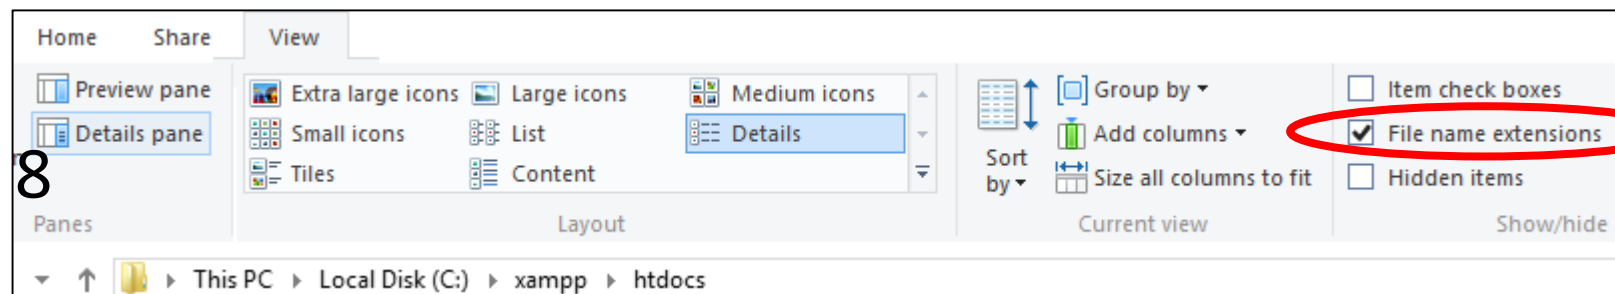 Home Share View
Preview pane
Details pane
8
Panes
Extra large icons Large icons Medium icons
Small icons List Details
Tiles Content
Layout
Sort by
Group by
Add columns
Size all columns to fit
Current view
Item check boxes
File name extensions
Hidden items
Show/hide
This PC Local Disk (C:) xampp htdocs